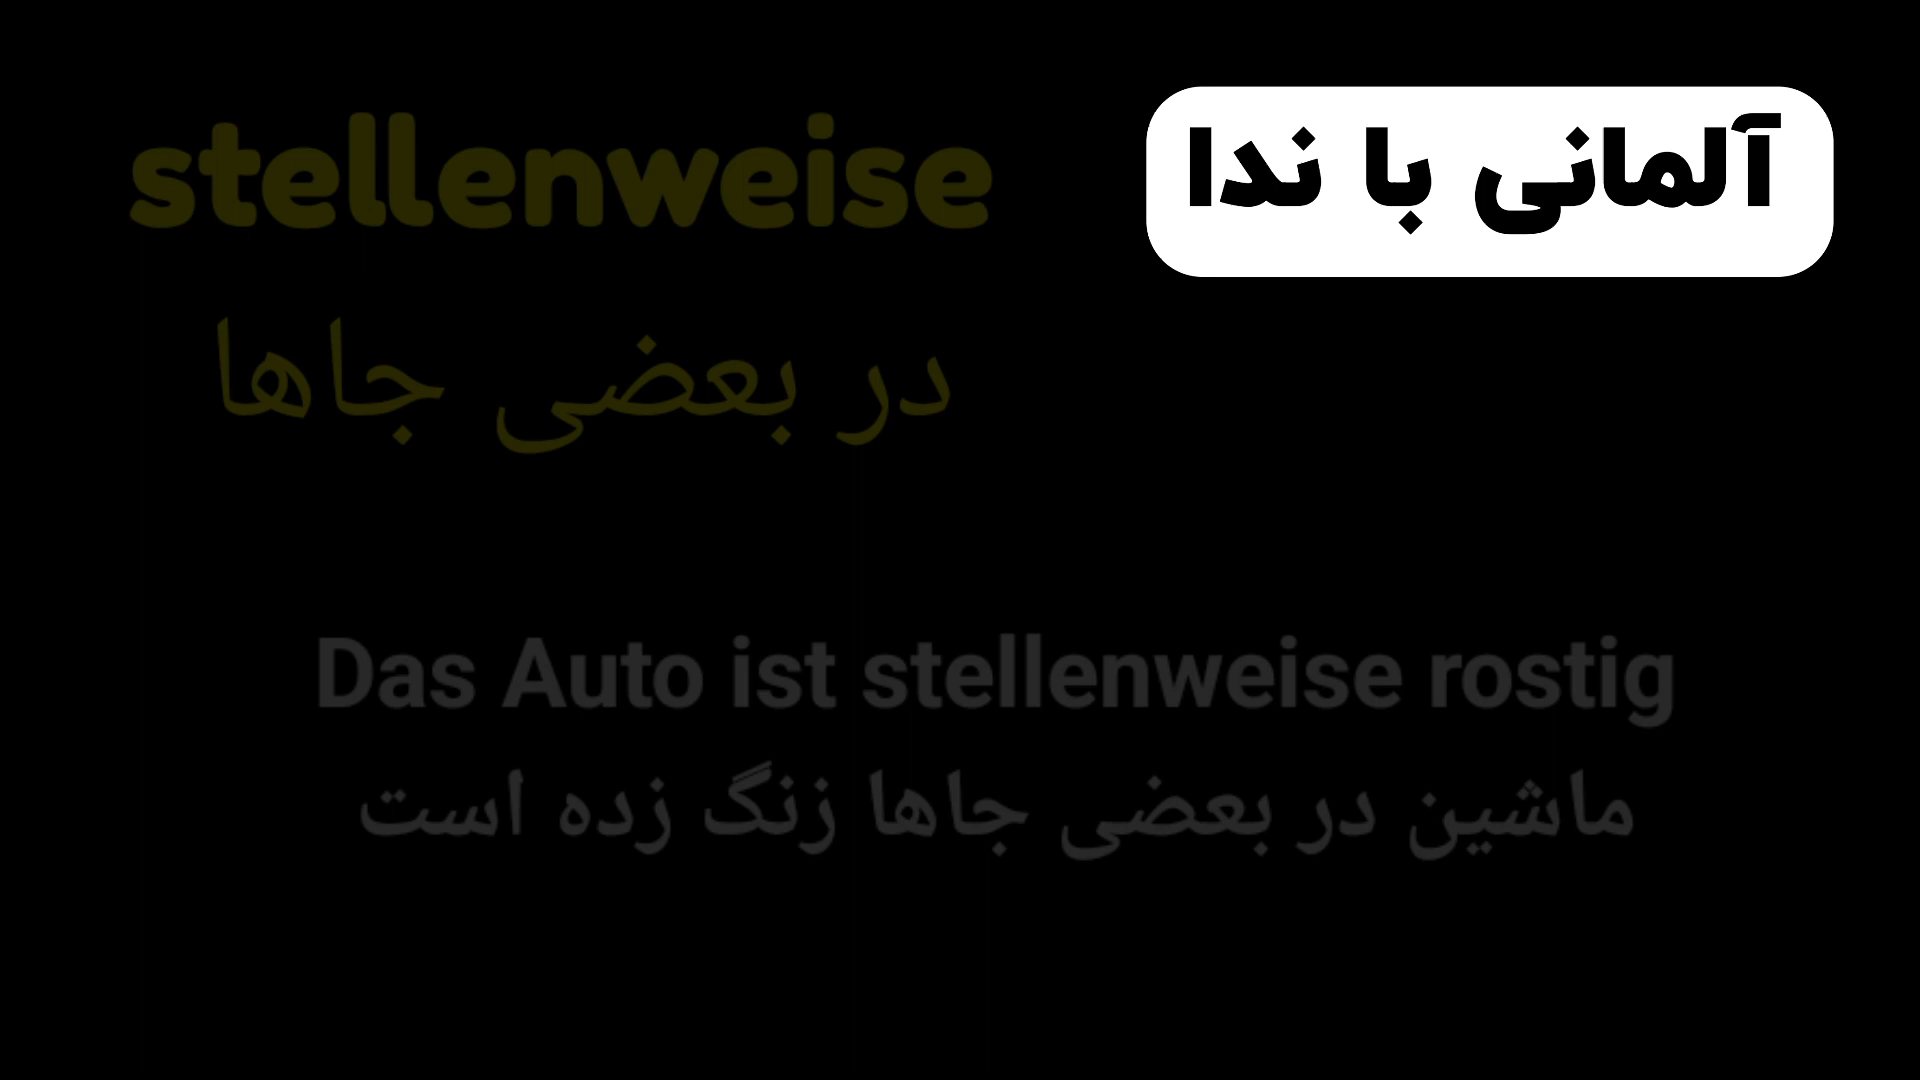 stellenweise
آلمانی با ندا
در بعضی جاها
Das Auto ist stellenweise rostig
ماشین در بعضی جاها زنگ زده است